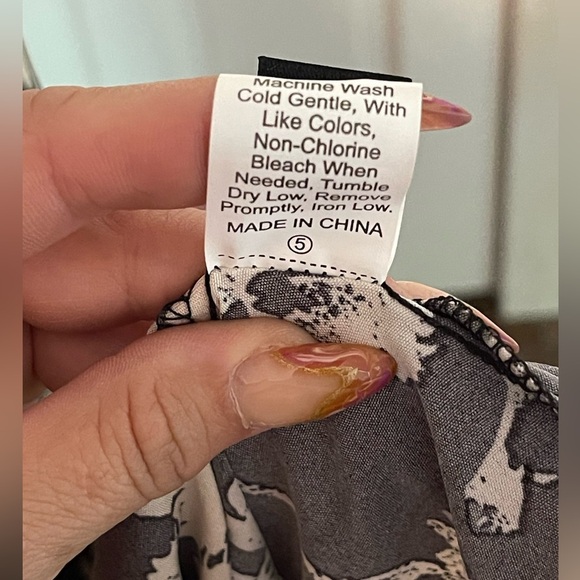 Machine Wash
Cold Gentle, With
Like Colors,
Non-Chlorine
Bleach When
Needed, Tumble
Dry Low, Remove
Promptly, Iron Low.
MADE IN CHINA
5